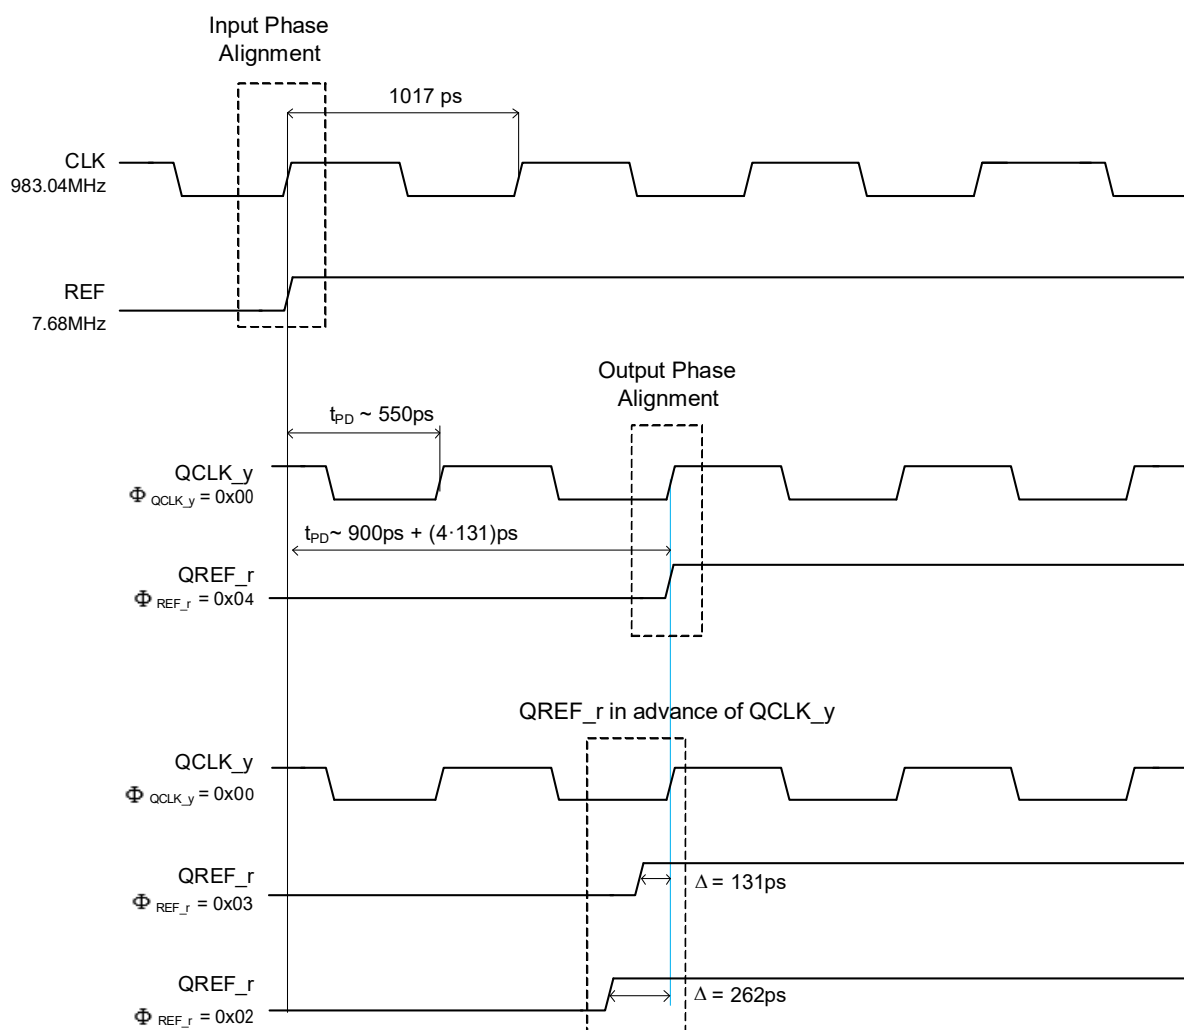 Input Phase
Alignment
1017 ps
CLK
983.04MHz
REF
7.68MHz
Output Phase
Alignment
tPD ~ 550ps
QCLK_y
Φ QCLK_y = 0x00
tPD~ 900ps + (4·131)ps
QREF_r
Φ REF_r = 0x04
QREF_r in advance of QCLK_y
QCLK_y
Φ QCLK_y = 0x00
QREF_r
Φ REF_r = 0x03
Δ = 131ps
QREF_r
Φ REF_r = 0x02
Δ = 262ps